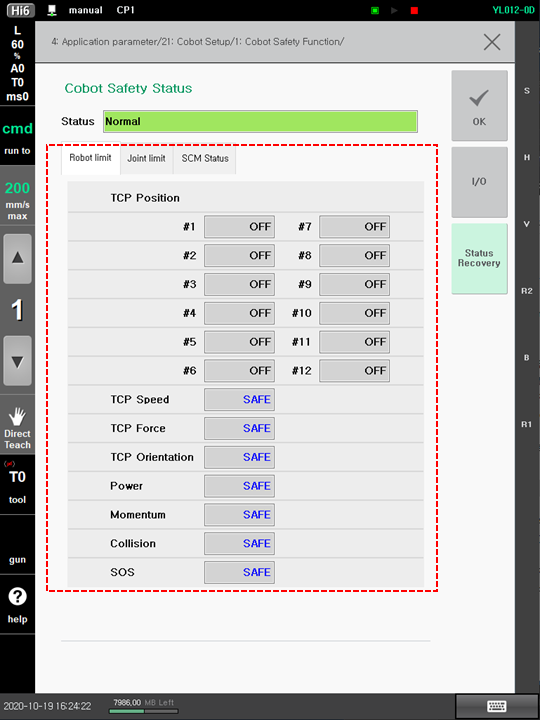 Hi6 manual CP1 YL012-0D
L
60
%
A0
T0
ms0
cmd
run to
200
mm/s
max
1
Direct
Teach
T0
tool
gun
help
4: Application parameter/21: Cobot Setup/1: Cobot Safety Function/
Cobot Safety Status
Status Normal
Robot limit Joint limit SCM Status
TCP Position
#1 OFF #7 OFF
#2 OFF #8 OFF
#3 OFF #9 OFF
#4 OFF #10 OFF
#5 OFF #11 OFF
#6 OFF #12 OFF
TCP Speed SAFE
TCP Force SAFE
TCP Orientation SAFE
Power SAFE
Momentum SAFE
Collision SAFE
SOS SAFE
OK
I/O
Status
Recovery
S
H
V
R2
B
R1
2020-10-19 16:24:22 7986,00 MB Left